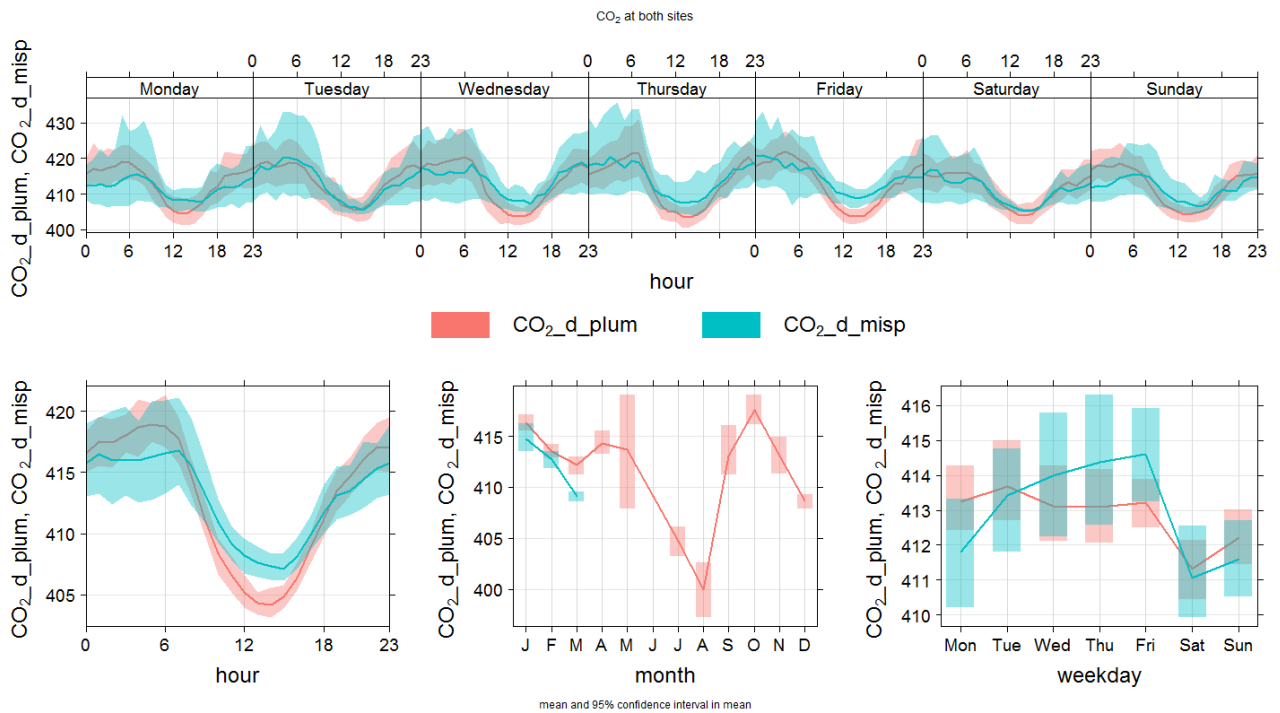 CO₂ at both sites
0 6 12 18 23 0 6 12 18 23 0 6 12 18 23
Monday Tuesday Wednesday Thursday Friday Saturday Sunday
CO₂_d_plum, CO₂_d_misp
430
420
410
400
0 6 12 18 23 0 6 12 18 23 0 6 12 18 23 0 6 12 18 23
hour
CO₂_d_plum CO₂_d_misp
CO₂_d_plum, CO₂_d_misp
420
415
410
405
0 6 12 18 23
hour
CO₂_d_plum, CO₂_d_misp
415
410
405
400
J F M A M J J A S O N D
month
CO₂_d_plum, CO₂_d_misp
416
415
414
413
412
411
410
Mon Tue Wed Thu Fri Sat Sun
weekday
mean and 95% confidence interval in mean